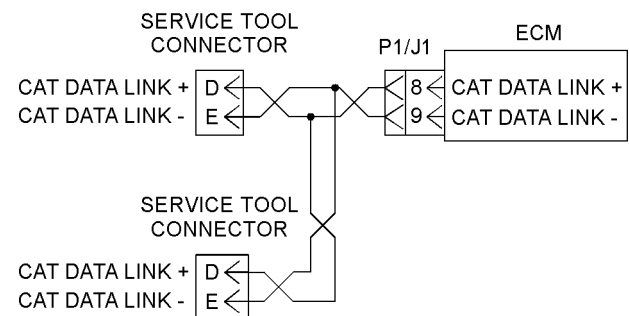 SERVICE TOOL
CONNECTOR
P1/J1
ECM
CAT DATA LINK +
D
8
CAT DATA LINK +
CAT DATA LINK -
E
9
CAT DATA LINK -
SERVICE TOOL
CONNECTOR
CAT DATA LINK +
D
CAT DATA LINK -
E